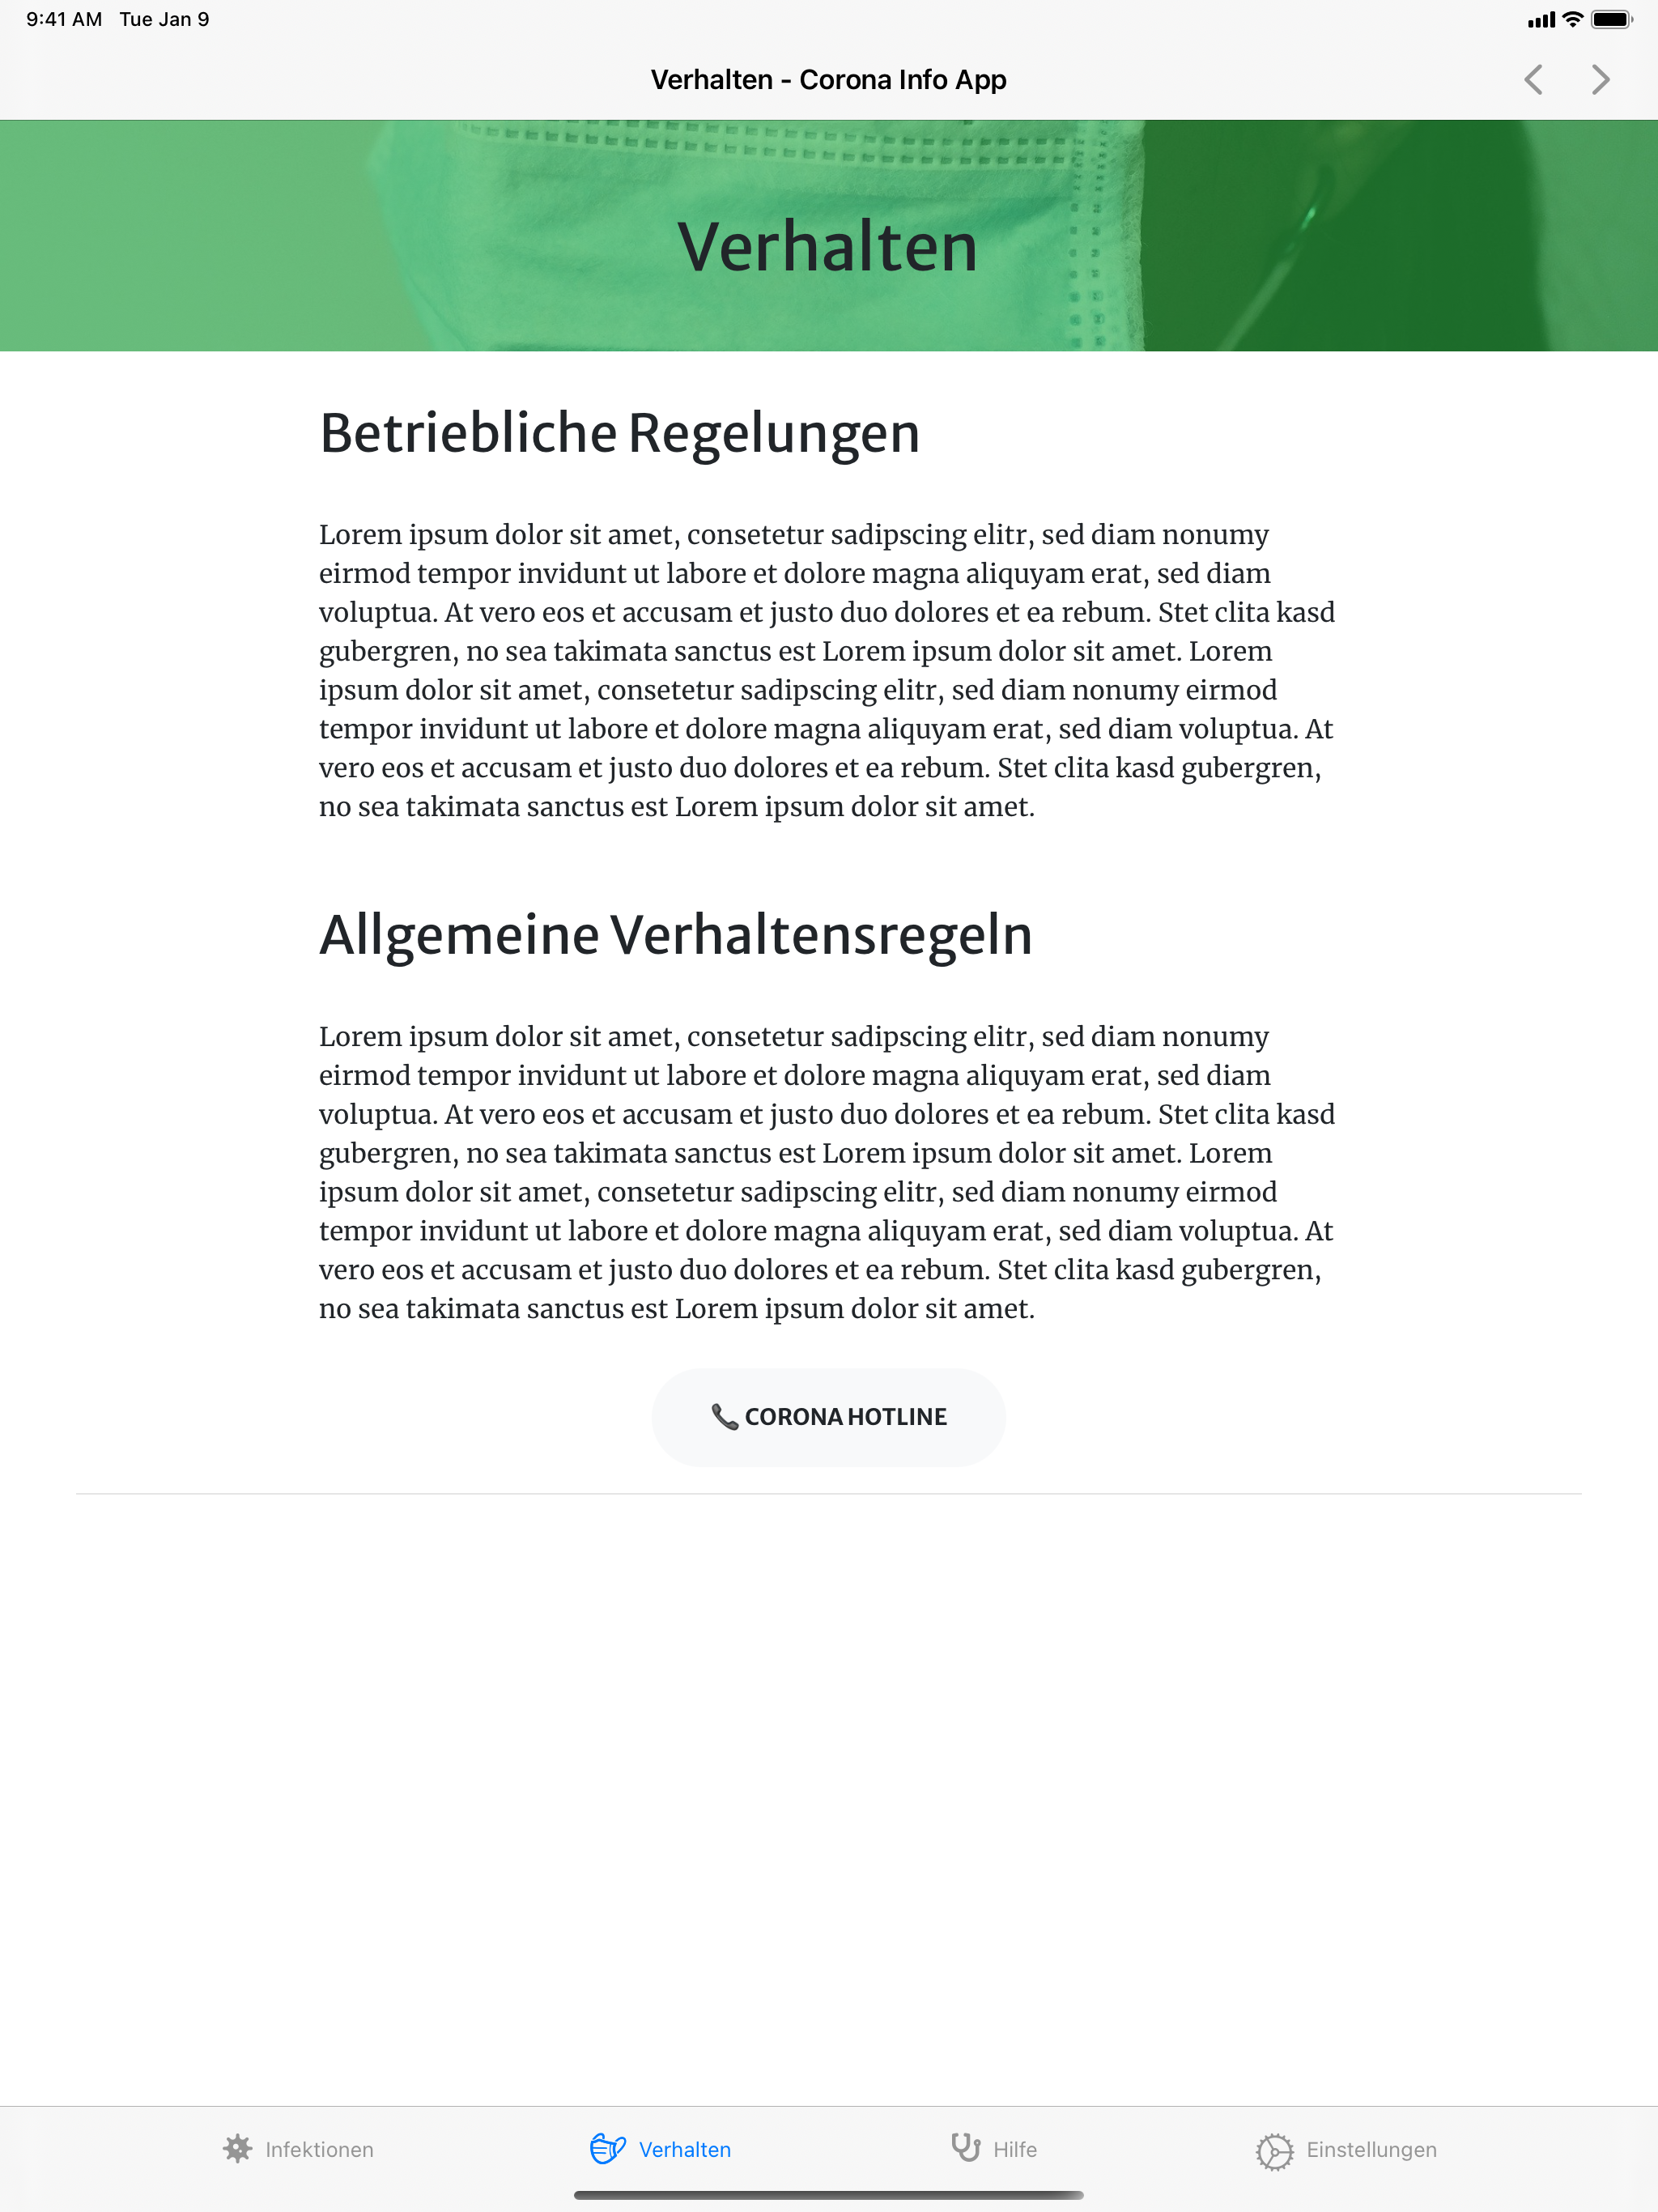 9:41 AM Tue Jan 9
Verhalten - Corona Info App
Verhalten
Betriebliche Regelungen
Lorem ipsum dolor sit amet, consetetur sadipscing elitr, sed diam nonumy
eirmod tempor invidunt ut labore et dolore magna aliquyam erat, sed diam
voluptua. At vero eos et accusam et justo duo dolores et ea rebum. Stet clita kasd
gubergren, no sea takimata sanctus est Lorem ipsum dolor sit amet. Lorem
ipsum dolor sit amet, consetetur sadipscing elitr, sed diam nonumy eirmod
tempor invidunt ut labore et dolore magna aliquyam erat, sed diam voluptua. At
vero eos et accusam et justo duo dolores et ea rebum. Stet clita kasd gubergren,
no sea takimata sanctus est Lorem ipsum dolor sit amet.
Allgemeine Verhaltensregeln
Lorem ipsum dolor sit amet, consetetur sadipscing elitr, sed diam nonumy
eirmod tempor invidunt ut labore et dolore magna aliquyam erat, sed diam
voluptua. At vero eos et accusam et justo duo dolores et ea rebum. Stet clita kasd
gubergren, no sea takimata sanctus est Lorem ipsum dolor sit amet. Lorem
ipsum dolor sit amet, consetetur sadipscing elitr, sed diam nonumy eirmod
tempor invidunt ut labore et dolore magna aliquyam erat, sed diam voluptua. At
vero eos et accusam et justo duo dolores et ea rebum. Stet clita kasd gubergren,
no sea takimata sanctus est Lorem ipsum dolor sit amet.
CORONA HOTLINE
Infektionen Verhalten Hilfe Einstellungen